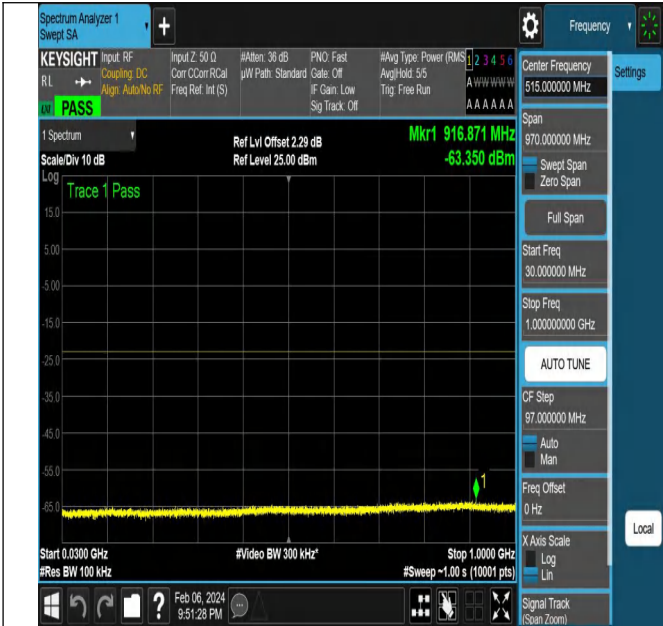 Spectrum Analyzer 1
Swept SA
+
Frequency
KEYSIGHT
RL
PASS
Input: RF
Coupling: DC
Align: Auto/No RF
Input Z: 50 Ω
Corr CCorr RCal
Freq Ref: Int (S)
#Atten: 36 dB
µW Path: Standard
PNO: Fast
Gate: Off
IF Gain: Low
Sig Track: Off
#Avg Type: Power (RMS
Avg|Hold: 5/5
Trig: Free Run
1 2 3 4 5 6
A W W W W W
A A A A A A
1 Spectrum
Scale/Div 10 dB
Log
Ref Lvl Offset 2.29 dB
Ref Level 25.00 dBm
Mkr1 916.871 MHz
-63.350 dBm
Trace 1 Pass
15.0
5.00
-5.00
-15.0
-25.0
-35.0
-45.0
-55.0
-65.0
1
Start 0.0300 GHz
#Res BW 100 kHz
#Video BW 300 kHz*
Stop 1.0000 GHz
#Sweep ~1.00 s (10001 pts)
?
Feb 06, 2024
9:51:28 PM
Center Frequency
515.000000 MHz
Settings
Span
970.000000 MHz
Swept Span
Zero Span
Full Span
Start Freq
30.000000 MHz
Stop Freq
1.000000000 GHz
AUTO TUNE
CF Step
97.000000 MHz
Auto
Man
Freq Offset
0 Hz
X Axis Scale
Log
Lin
Signal Track
(Span Zoom)
Local